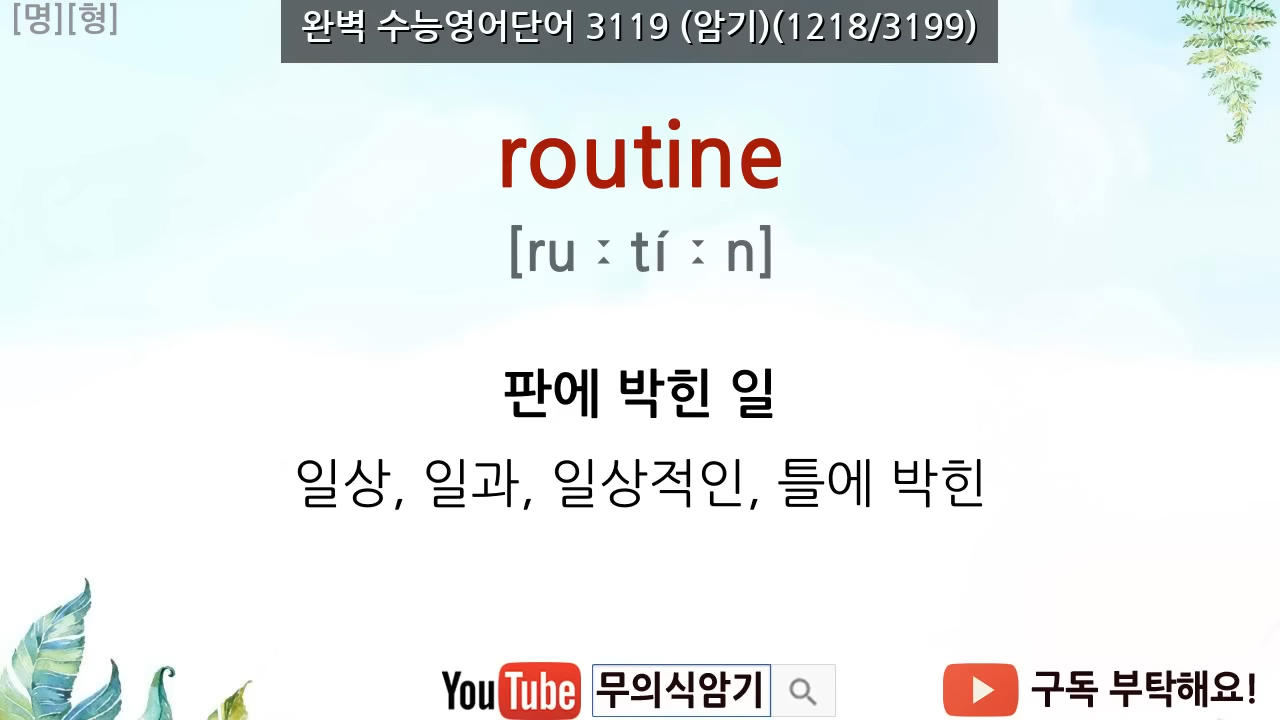 [명][형]
완벽 수능영어단어 3119 (암기)(1218/3199)
routine
[ruːtíːn]
판에 박힌 일
일상, 일과, 일상적인, 틀에 박힌
YouTube 무의식암기
구독 부탁해요!